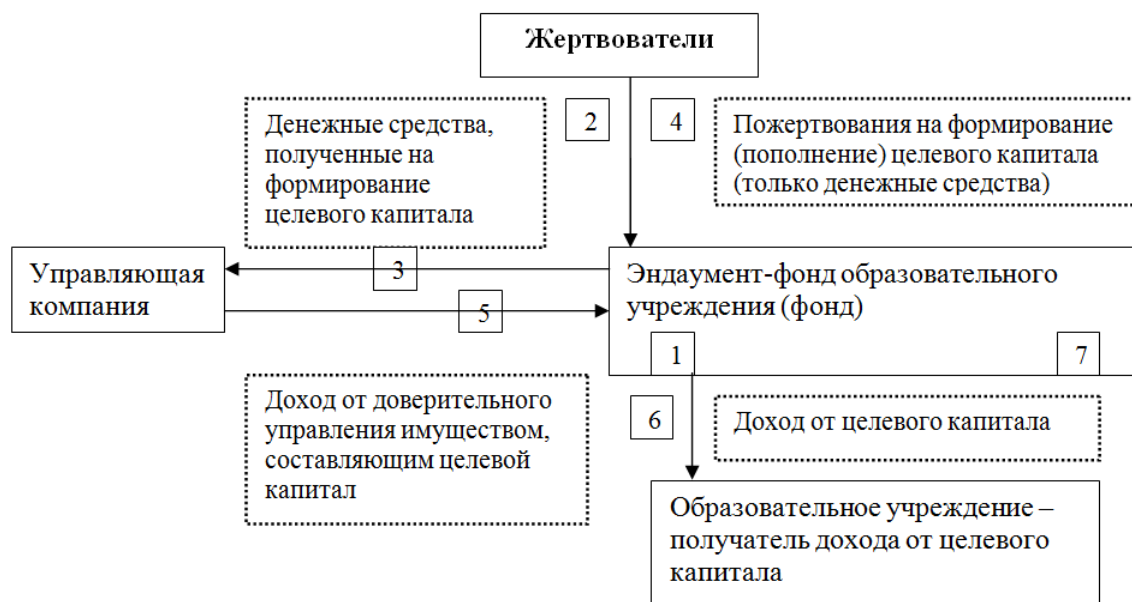 Жертвователи
Денежные средства,
полученные на
формирование
целевого капитала
2
4
Пожертвования на формирование
(пополнение) целевого капитала
(только денежные средства)
Управляющая
компания
3
5
Эндаумент-фонд образовательного
учреждения (фонд)
1
7
Доход от доверительного
управления имуществом,
составляющим целевой
капитал
6
Доход от целевого капитала
Образовательное учреждение –
получатель дохода от целевого
капитала